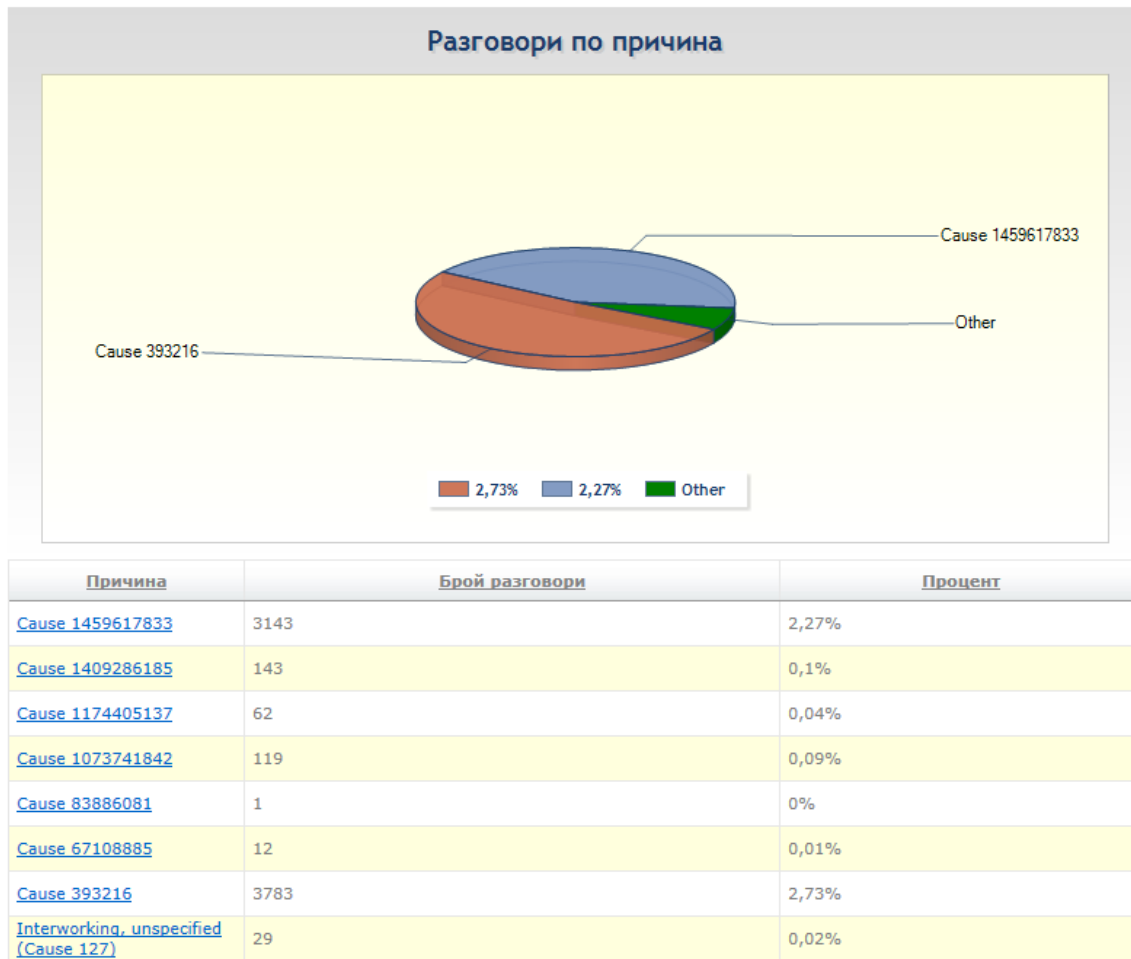 Разговори по причина
Cause 1459617833
Other
Cause 393216
2,73% 2,27% Other
Причина Брой разговори Процент
Cause 1459617833 3143 2,27%
Cause 1409286185 143 0,1%
Cause 1174405137 62 0,04%
Cause 1073741842 119 0,09%
Cause 83886081 1 0%
Cause 67108885 12 0,01%
Cause 393216 3783 2,73%
Interworking, unspecified
(Cause 127) 29 0,02%